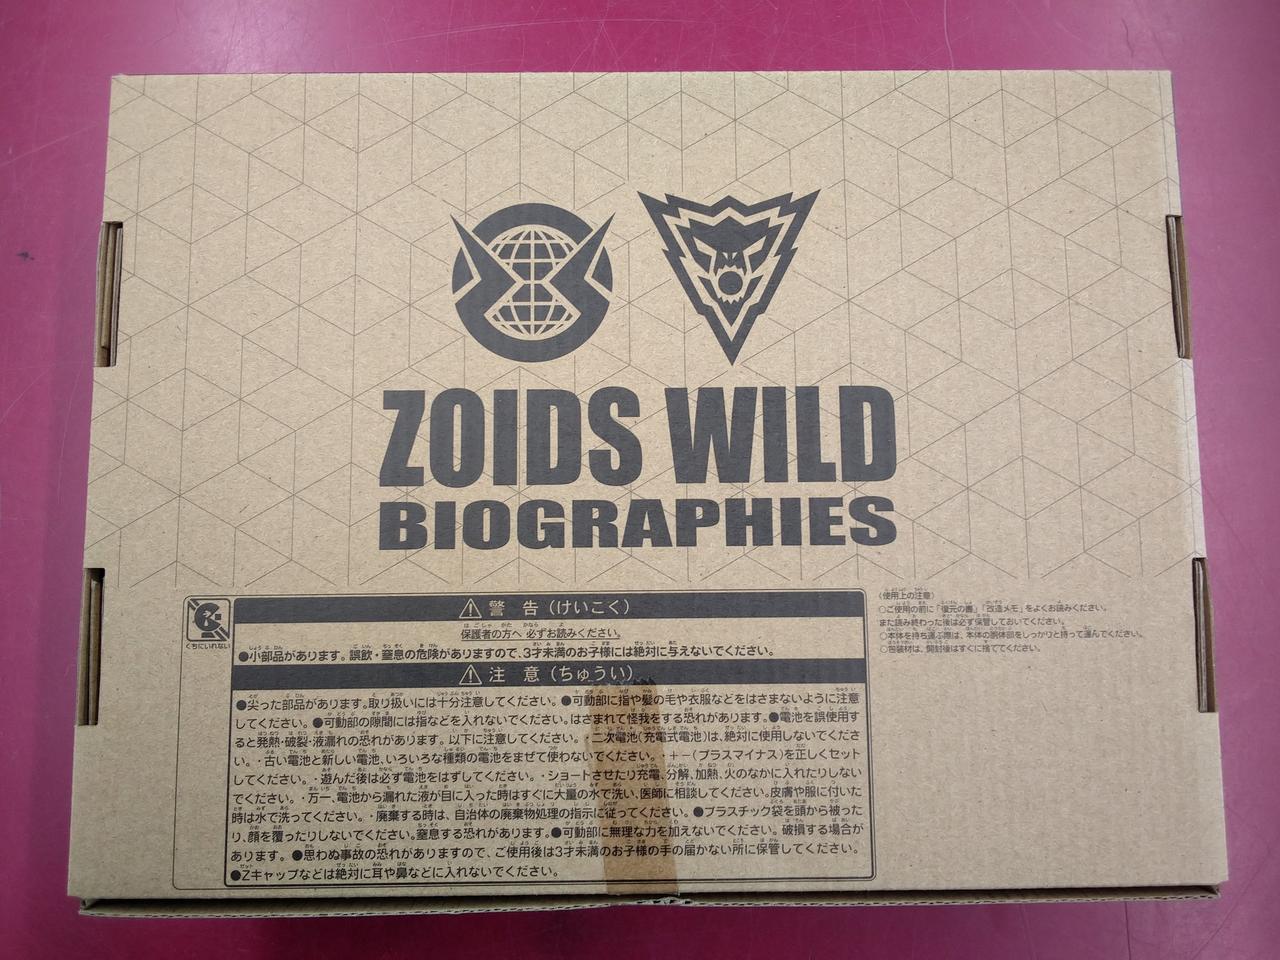 ZOIDS WILD
BIOGRAPHIES
くちにいれない
警 告（けいこく）
保護者の方へ 必ずお読みください。
●小部品があります。誤飲・窒息の危険がありますので、3才未満のお子様には絶対に与えないでください。
注 意（ちゅうい）
●尖った部品があります。取り扱いには十分注意してください。●可動部に指や髪の毛や衣服などをはさまないように注意
してください。●可動部の隙間には指などを入れないでください。はさまれて怪我をする恐れがあります。●電池を誤使用す
ると発熱・破裂・液漏れの恐れがあります。以下に注意してください。・二次電池（充電式電池）は、絶対に使用しないでくださ
い。・古い電池と新しい電池、いろいろな種類の電池をまぜて使わないでください。・＋－（プラスマイナス）を正しくセット
してください。・遊んだ後は必ず電池をはずしてください。・ショートさせたり充電、分解、加熱、火のなかに入れたりしない
でください。・万一、電池から漏れた液が目に入った時はすぐに大量の水で洗い、医師に相談してください。皮膚や服に付いた
時は水で洗ってください。・廃棄する時は、自治体の廃棄物処理の指示に従ってください。●プラスチック袋を頭から被った
り、顔を覆ったりしないでください。窒息する恐れがあります。●可動部に無理な力を加えないでください。破損する場合が
あります。●思わぬ事故の恐れがありますので、ご使用後は3才未満のお子様の手の届かない所に保管してください。
●Zキャップなどは絶対に耳や鼻などに入れないでください。
〈使用上の注意〉
○ご使用の前に「復元の書」「改造メモ」をよくお読みください。
また読み終わった後は必ず保管しておいてください。
○本体を持ち運ぶ際は、本体の胴体部をしっかりと持って運んでください。
○包装材は、開封後はすぐに捨ててください。